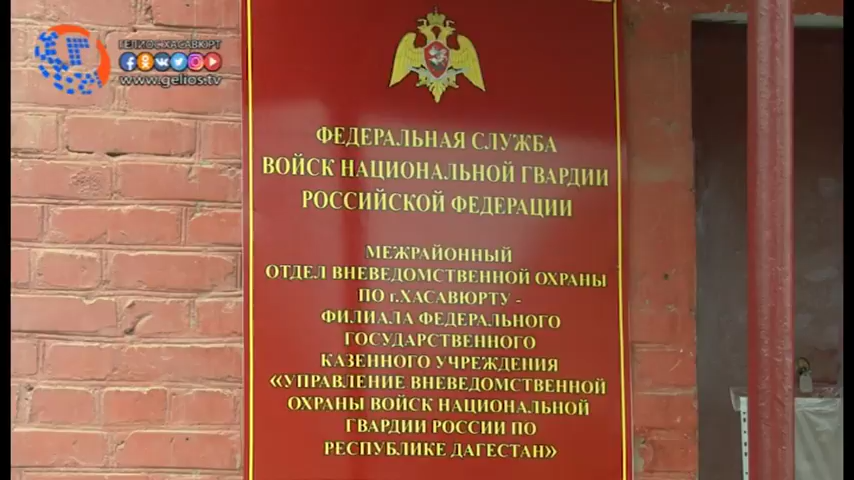 ГЕЛИОС ХАСАВЮРТ
www.gelios.tv
ФЕДЕРАЛЬНАЯ СЛУЖБА
ВОЙСК НАЦИОНАЛЬНОЙ ГВАРДИИ
РОССИЙСКОЙ ФЕДЕРАЦИИ
МЕЖРАЙОННЫЙ
ОТДЕЛ ВНЕВЕДОМСТВЕННОЙ ОХРАНЫ
ПО г.ХАСАВЮРТУ -
ФИЛИАЛА ФЕДЕРАЛЬНОГО
ГОСУДАРСТВЕННОГО
КАЗЕННОГО УЧРЕЖДЕНИЯ
«УПРАВЛЕНИЕ ВНЕВЕДОМСТВЕННОЙ
ОХРАНЫ ВОЙСК НАЦИОНАЛЬНОЙ
ГВАРДИИ РОССИИ ПО
РЕСПУБЛИКЕ ДАГЕСТАН»